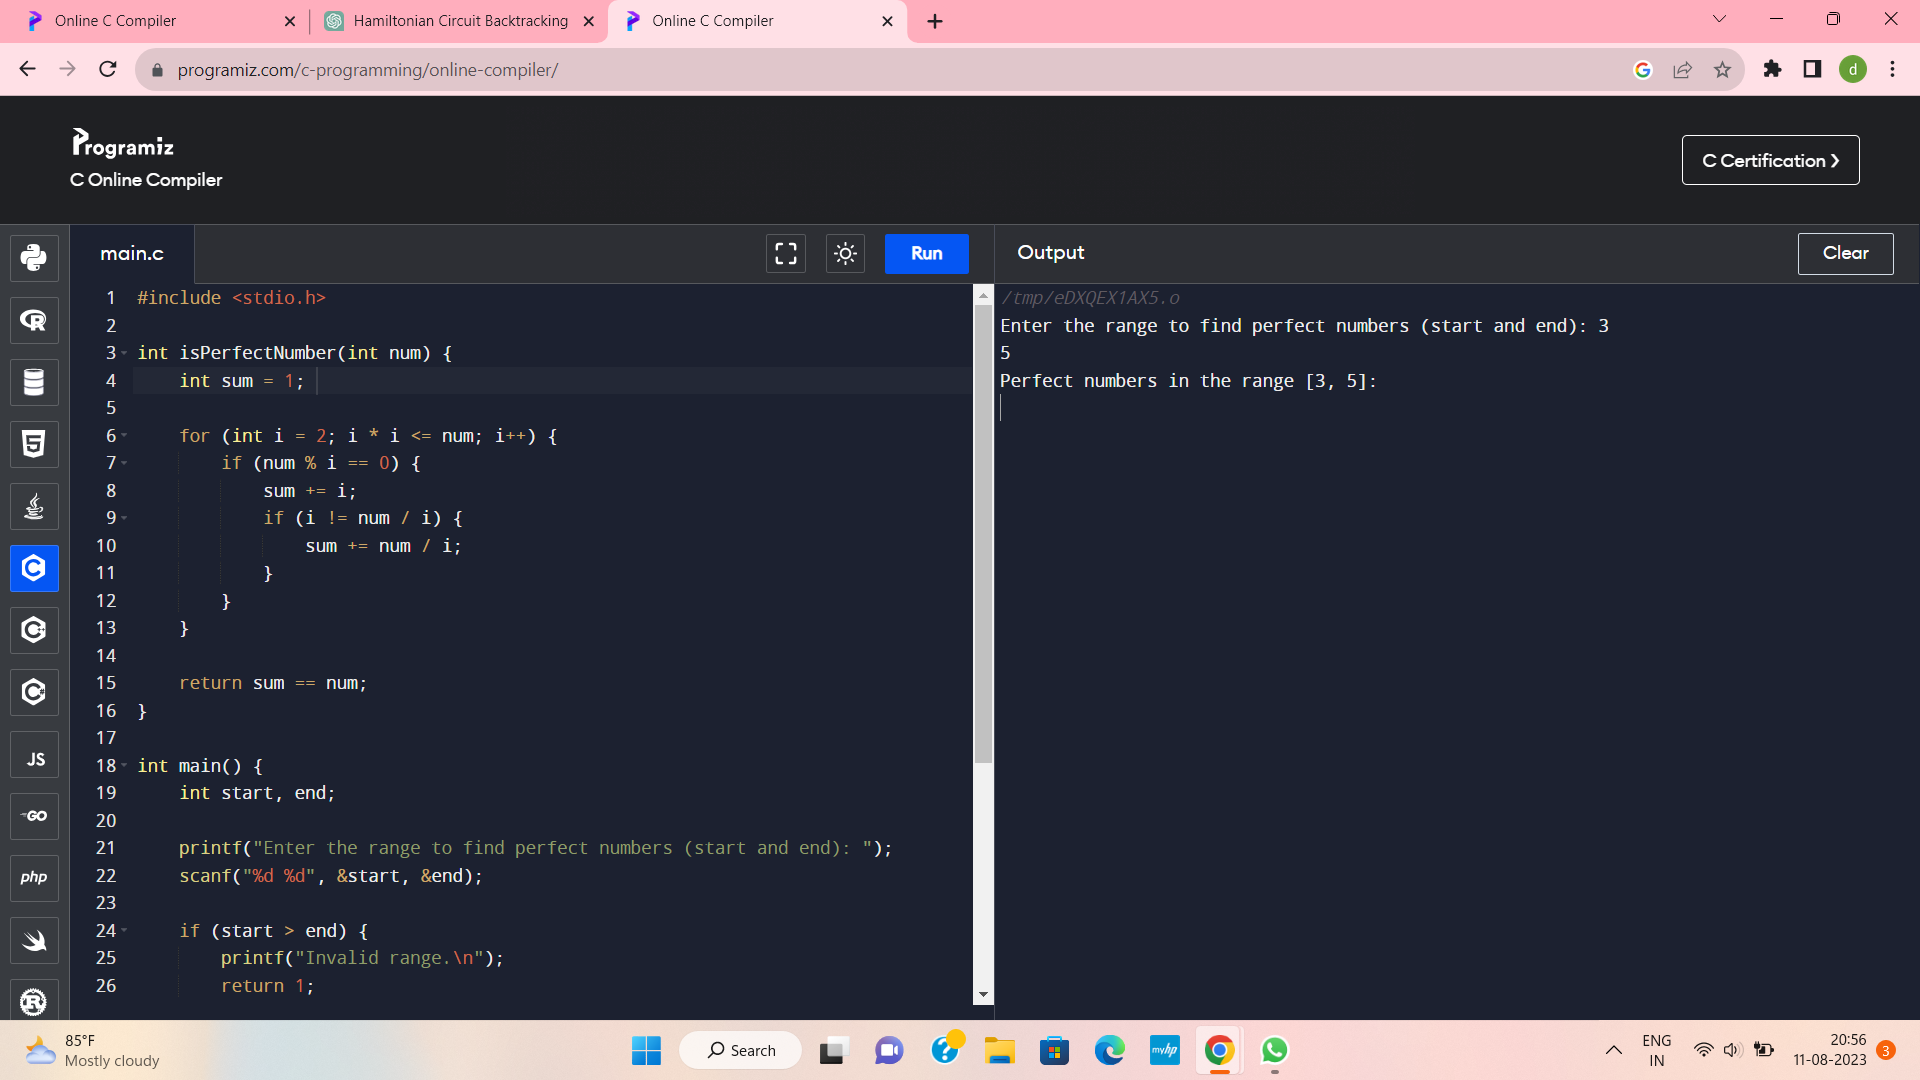 Online C Compiler
Hamiltonian Circuit Backtracking
Online C Compiler
programiz.com/c-programming/online-compiler/
d
Programiz
C Online Compiler
C Certification ❯
main.c
Run
Output
Clear
1 #include <stdio.h>
2
3 int isPerfectNumber(int num) {
4     int sum = 1;
5
6     for (int i = 2; i * i <= num; i++) {
7         if (num % i == 0) {
8             sum += i;
9             if (i != num / i) {
10                 sum += num / i;
11             }
12         }
13     }
14
15     return sum == num;
16 }
17
18 int main() {
19     int start, end;
20
21     printf("Enter the range to find perfect numbers (start and end): ");
22     scanf("%d %d", &start, &end);
23
24     if (start > end) {
25         printf("Invalid range.\n");
26         return 1;
/tmp/eDXQEX1AX5.o
Enter the range to find perfect numbers (start and end): 3
5
Perfect numbers in the range [3, 5]:
R
5
JS
GO
php
85°F
Mostly cloudy
Search
myhp
ENG
IN
20:56
11-08-2023
3